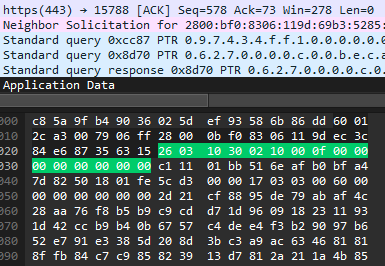 https(443) → 15788 [ACK] Seq=578 Ack=73 Win=278 Len=0
Neighbor Solicitation for 2800:bf0:8306:119d:69b3:5285:
Standard query 0xcc87 PTR 0.9.7.4.3.4.f.f.1.0.0.0.0.0.0
Standard query 0x8d70 PTR 0.6.2.7.0.0.0.0.c.0.0.b.e.c.a
Standard query response 0x8d70 PTR 0.6.2.7.0.0.0.0.c.0.
Application Data
000 c8 5a 9f b4 90 36 02 5d ef 93 58 6b 86 dd 60 01
010 2c a3 00 79 06 ff 28 00 0b f0 83 06 11 9d ec 3c
020 84 e6 87 35 63 15 26 03 10 30 02 10 00 0f 00 00
030 00 00 00 00 00 00 c1 11 01 bb 51 6e af b0 bf a4
040 7d 82 50 18 01 fe 5c d3 00 00 17 03 03 00 60 00
050 00 00 00 00 00 00 2d 21 cf 88 95 de 79 ab af 4c
060 28 aa 76 f8 b5 b9 c9 cd d7 1d 96 09 18 23 11 93
070 1d 42 cc b9 b4 0b 67 57 c4 de e4 f3 b2 90 97 b6
080 52 e7 91 e3 38 5d 20 8d 3b c3 a9 ac 63 46 81 81
090 8f fb 84 c7 c9 85 82 39 13 d7 81 2a 21 1a 4b 85